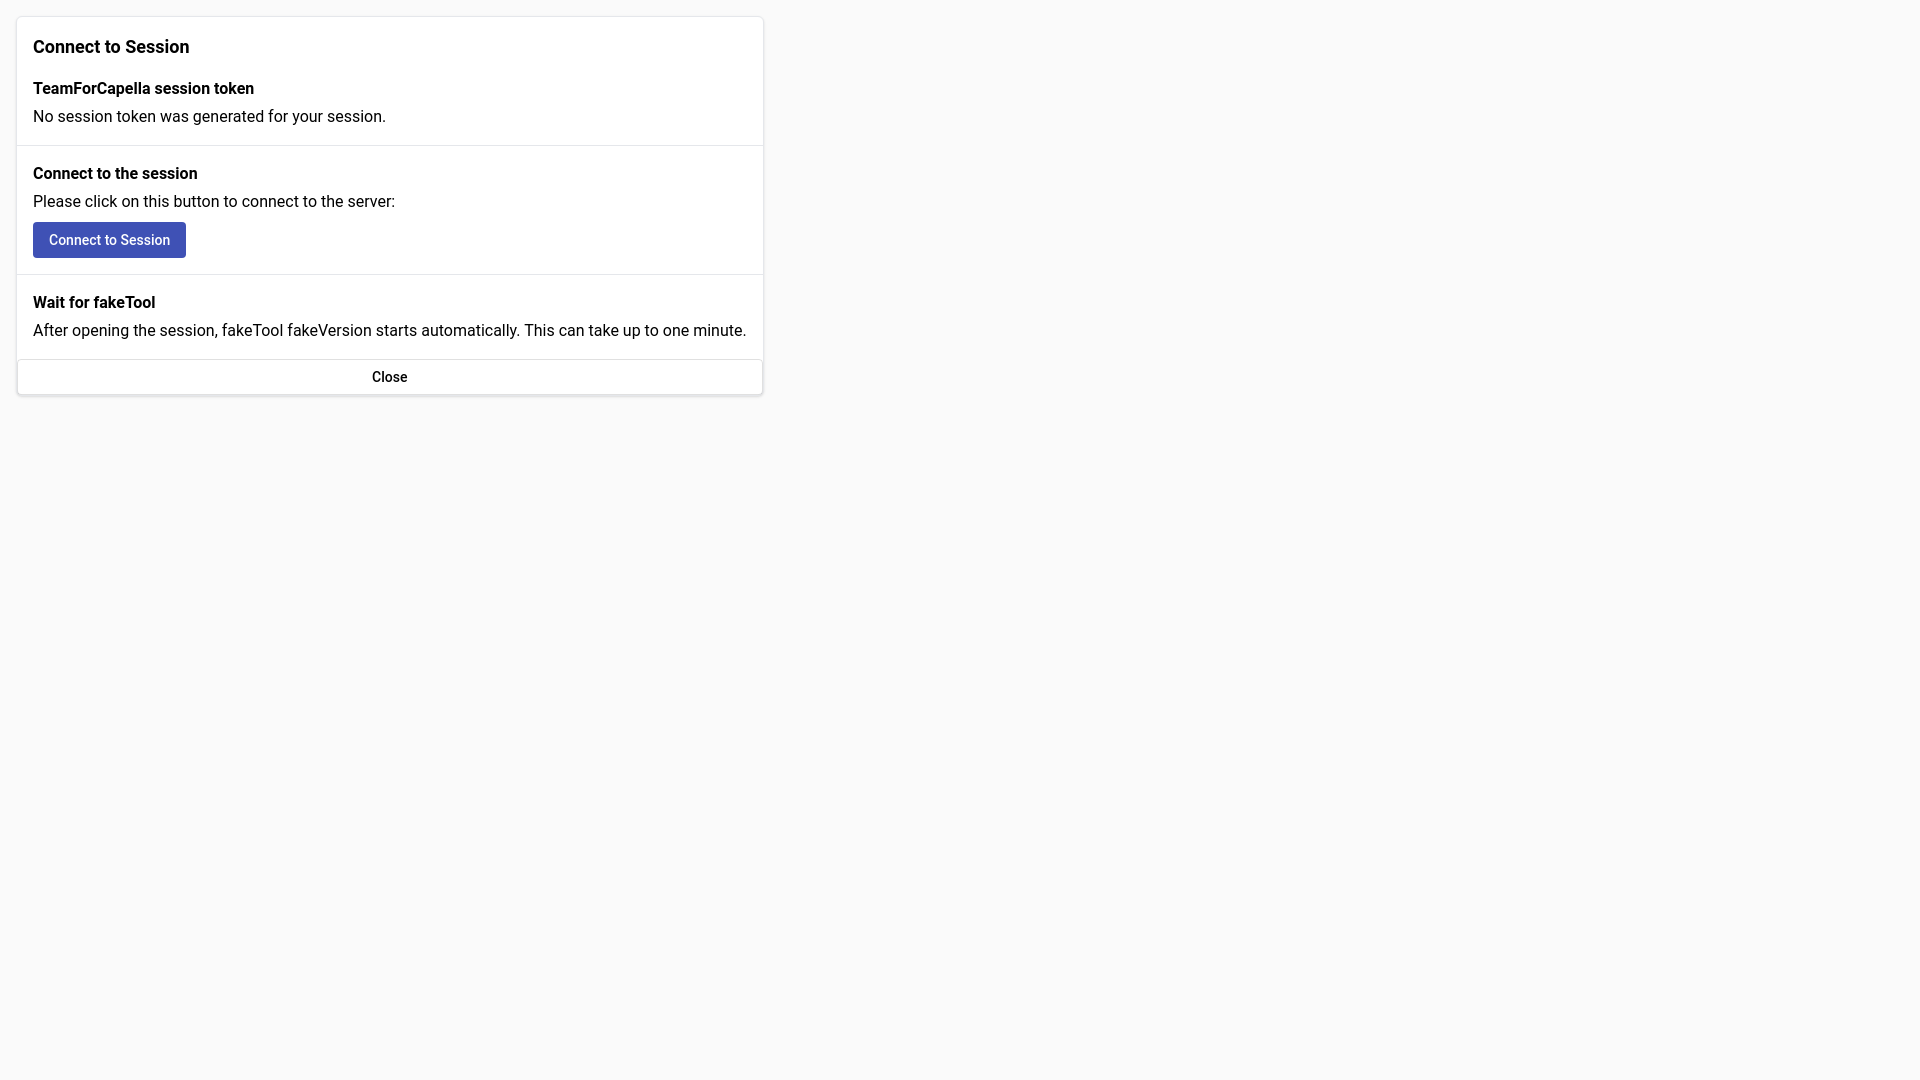 Connect to Session
TeamForCapella session token
No session token was generated for your session.
Connect to the session
Please click on this button to connect to the server:
Connect to Session
Wait for fakeTool
After opening the session, fakeTool fakeVersion starts automatically. This can take up to one minute.
Close